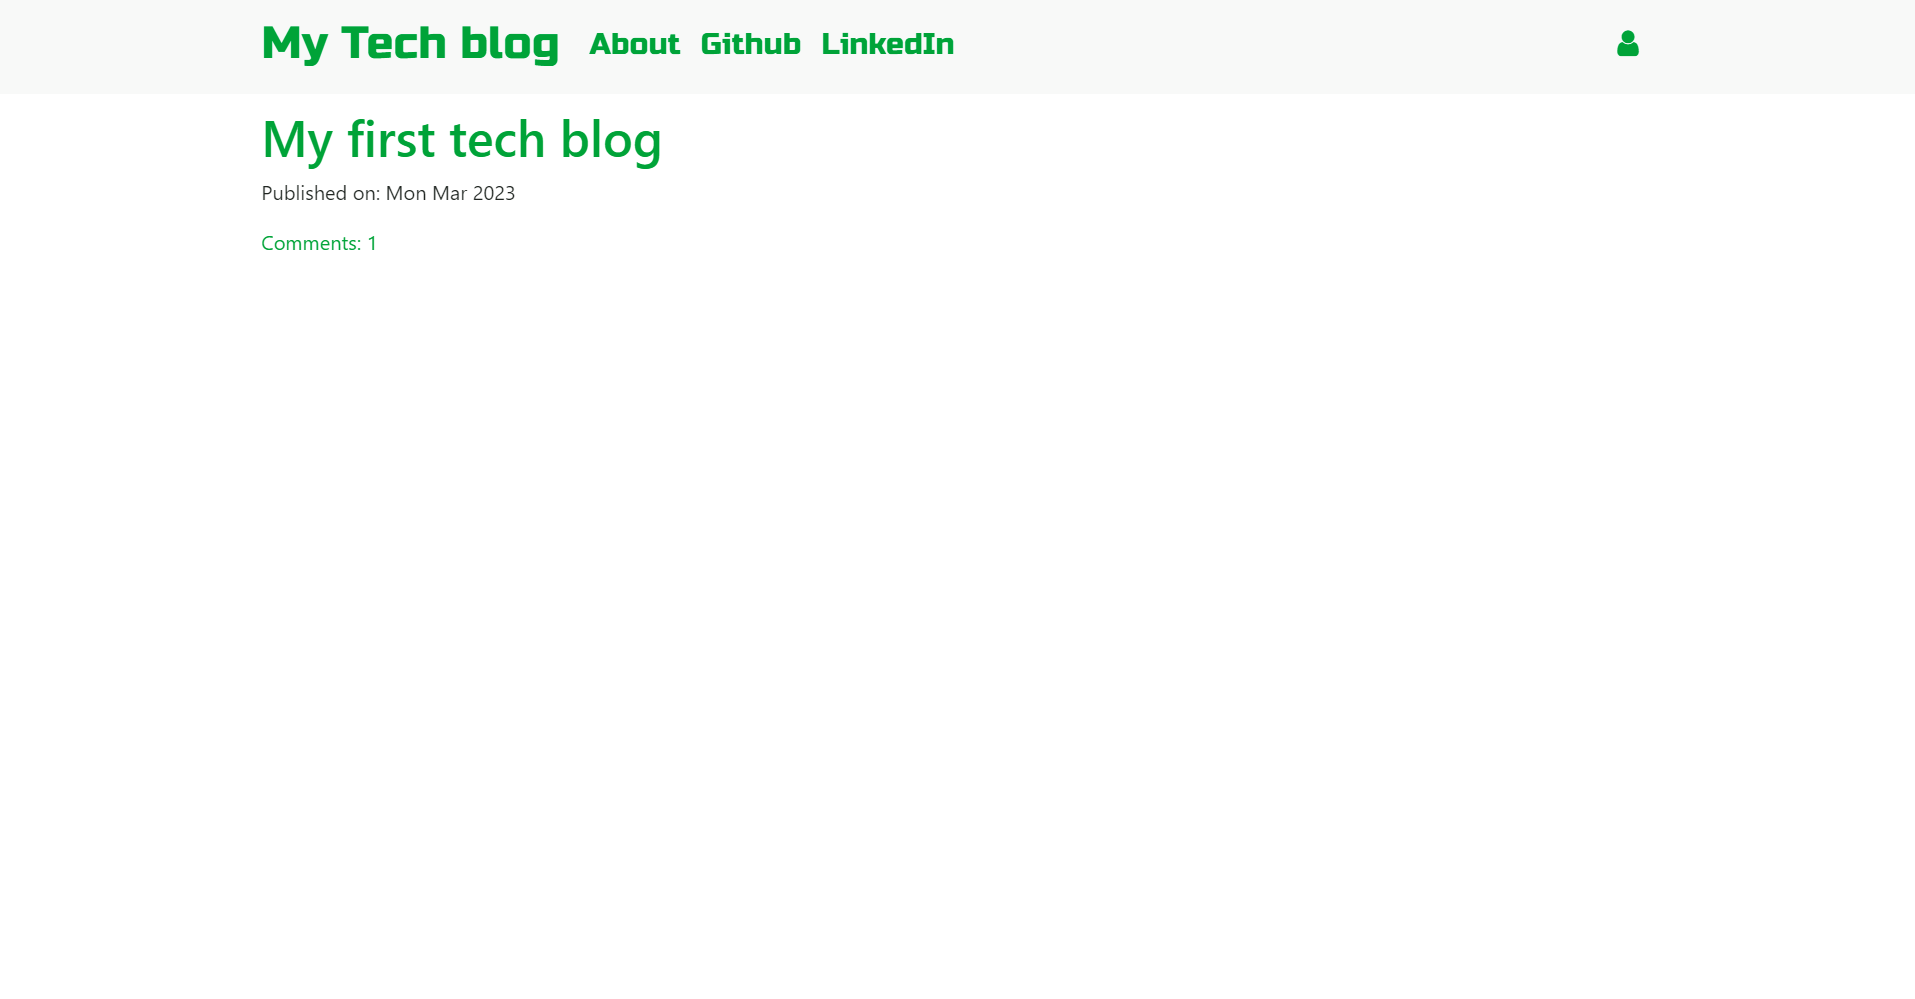 My Tech blog About Github LinkedIn
My first tech blog
Published on: Mon Mar 2023
Comments: 1